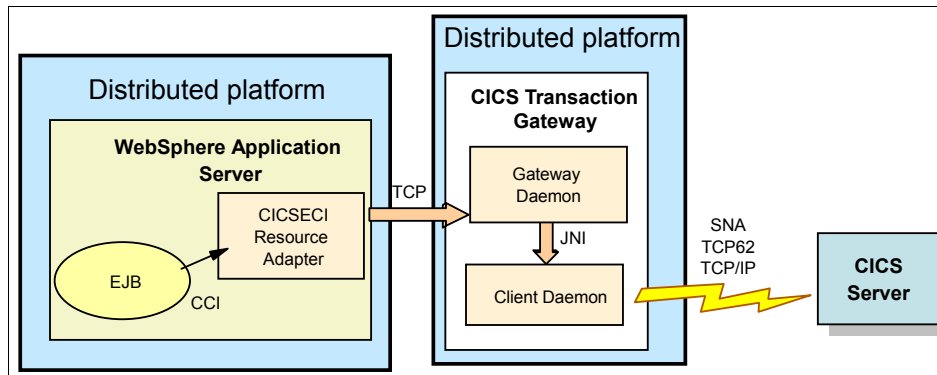 Distributed platform
WebSphere Application
Server
CICSECI
Resource
Adapter
EJB
CCI
TCP
Distributed platform
CICS Transaction
Gateway
Gateway
Daemon
JNI
Client Daemon
SNA
TCP62
TCP/IP
CICS
Server